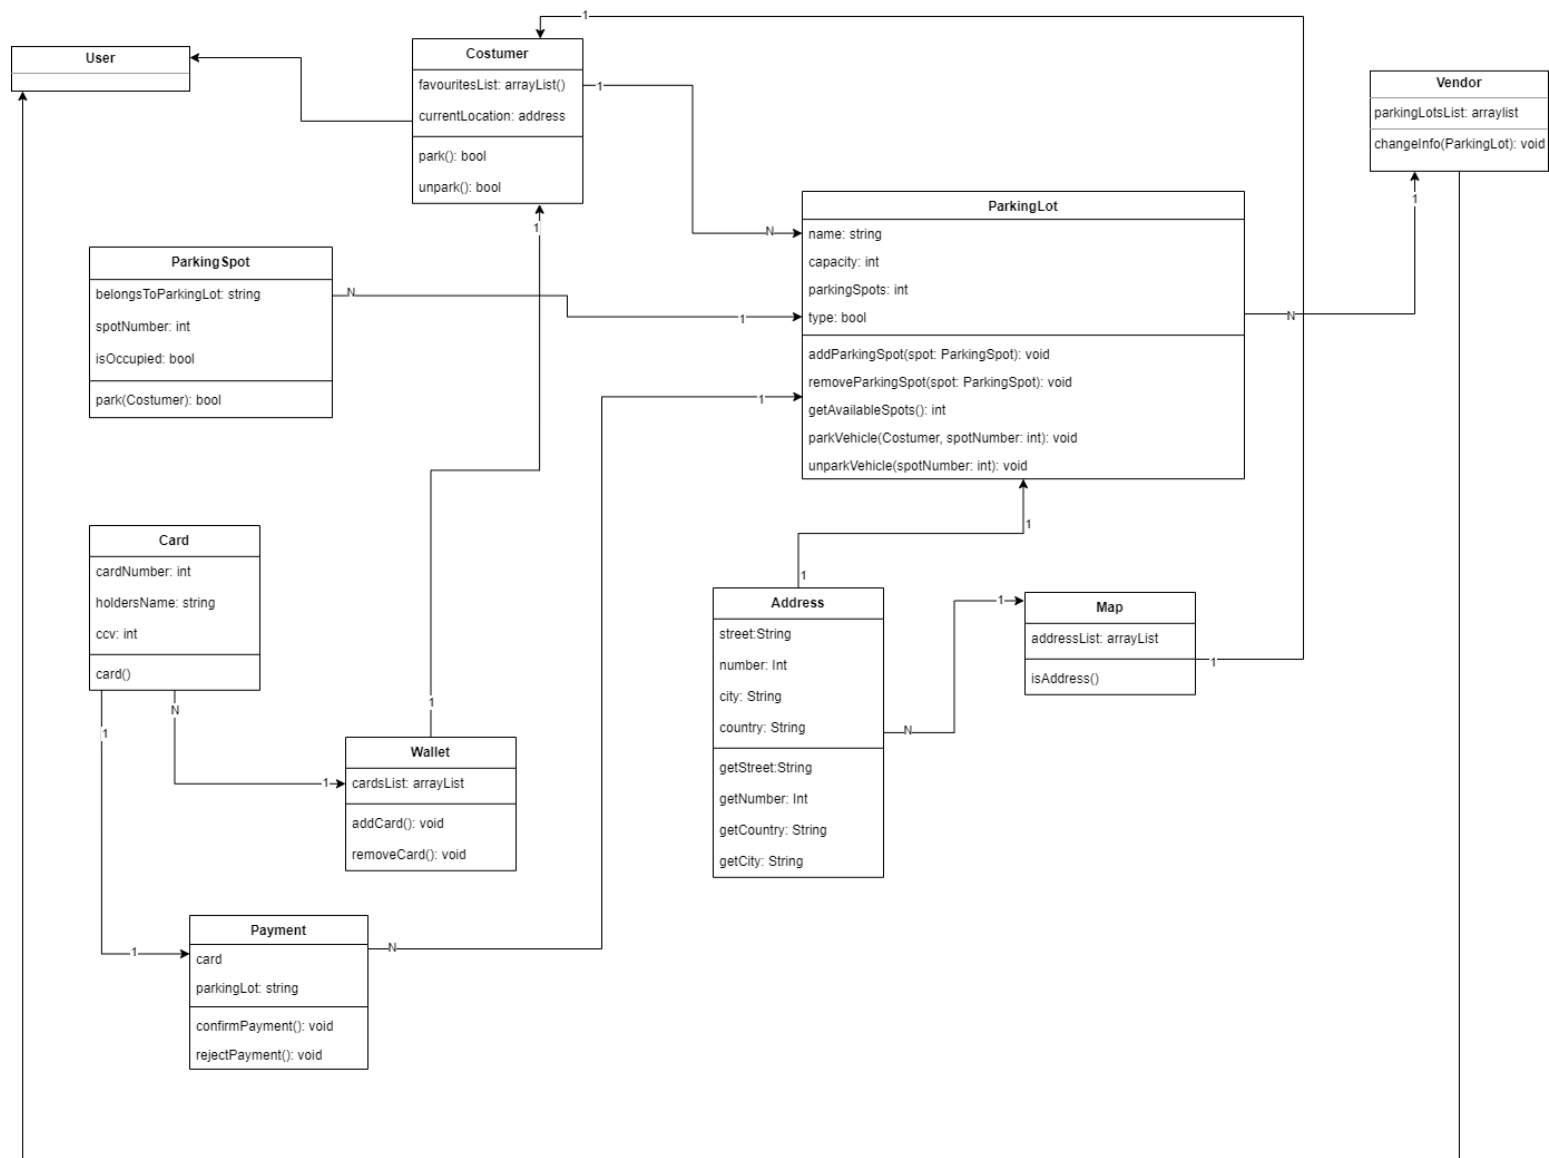 1
User
Costumer
favouritesList: arrayList()
currentLocation: address
park(): bool
unpark(): bool
1
1
N
Vendor
parkingLotsList: arraylist
changeInfo(ParkingLot): void
1
N
ParkingLot
name: string
capacity: int
parkingSpots: int
type: bool
addParkingSpot(spot: ParkingSpot): void
removeParkingSpot(spot: ParkingSpot): void
getAvailableSpots(): int
parkVehicle(Costumer, spotNumber: int): void
unparkVehicle(spotNumber: int): void
ParkingSpot
belongsToParkingLot: string
spotNumber: int
isOccupied: bool
park(Costumer): bool
N
1
1
1
1
Card
cardNumber: int
holdersName: string
ccv: int
card()
1
N
1
1
Wallet
cardsList: arrayList
addCard(): void
removeCard(): void
Address
street:String
number: Int
city: String
country: String
getStreet:String
getNumber: Int
getCountry: String
getCity: String
N
1
Map
addressList: arrayList
isAddress()
1
Payment
card
parkingLot: string
confirmPayment(): void
rejectPayment(): void
1
N